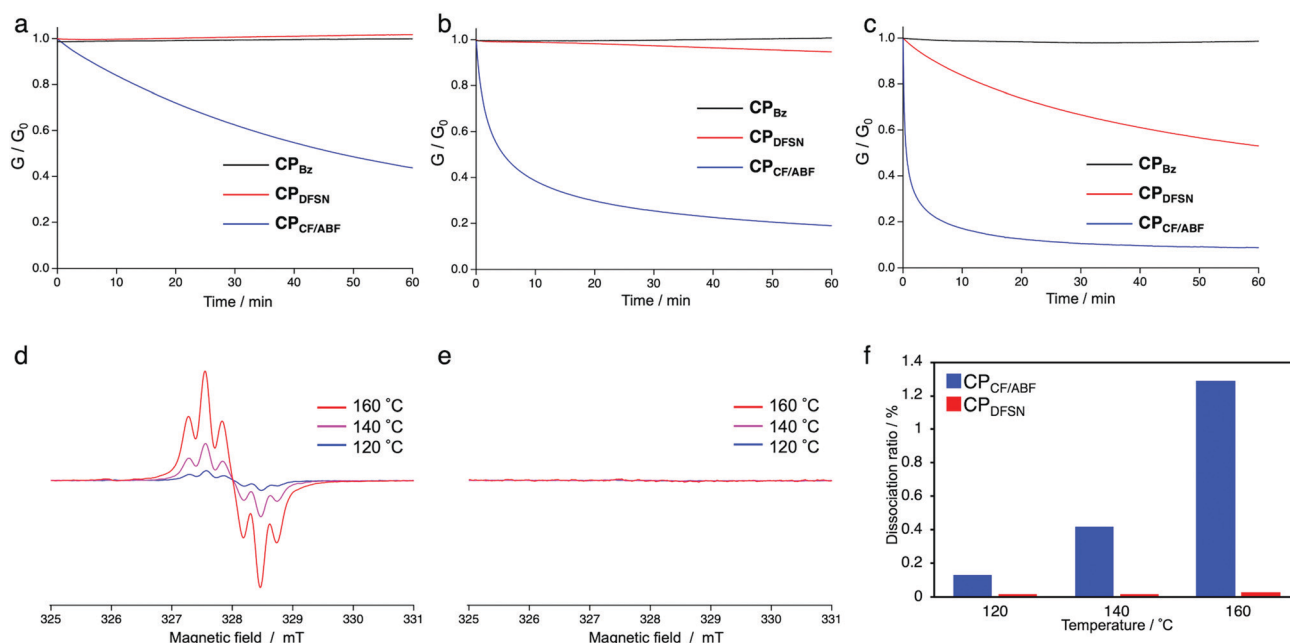 a
1.0
0.8
0.6
0.4
0.2
0.0
G / G0
CPBz
CPDFSN
CPCF/ABF
0 10 20 30 40 50 60
Time / min
b
1.0
0.8
0.6
0.4
0.2
0.0
G / G0
CPBz
CPDFSN
CPCF/ABF
0 10 20 30 40 50 60
Time / min
c
1.0
0.8
0.6
0.4
0.2
0.0
G / G0
CPBz
CPDFSN
CPCF/ABF
0 10 20 30 40 50 60
Time / min
d
160 ˚C
140 ˚C
120 ˚C
325 326 327 328 329 330 331
Magnetic field / mT
e
160 ˚C
140 ˚C
120 ˚C
325 326 327 328 329 330 331
Magnetic field / mT
f
1.4
1.2
1
0.8
0.6
0.4
0.2
0
Dissociation ratio / %
CPCF/ABF
CPDFSN
120 140 160
Temperature / ˚C